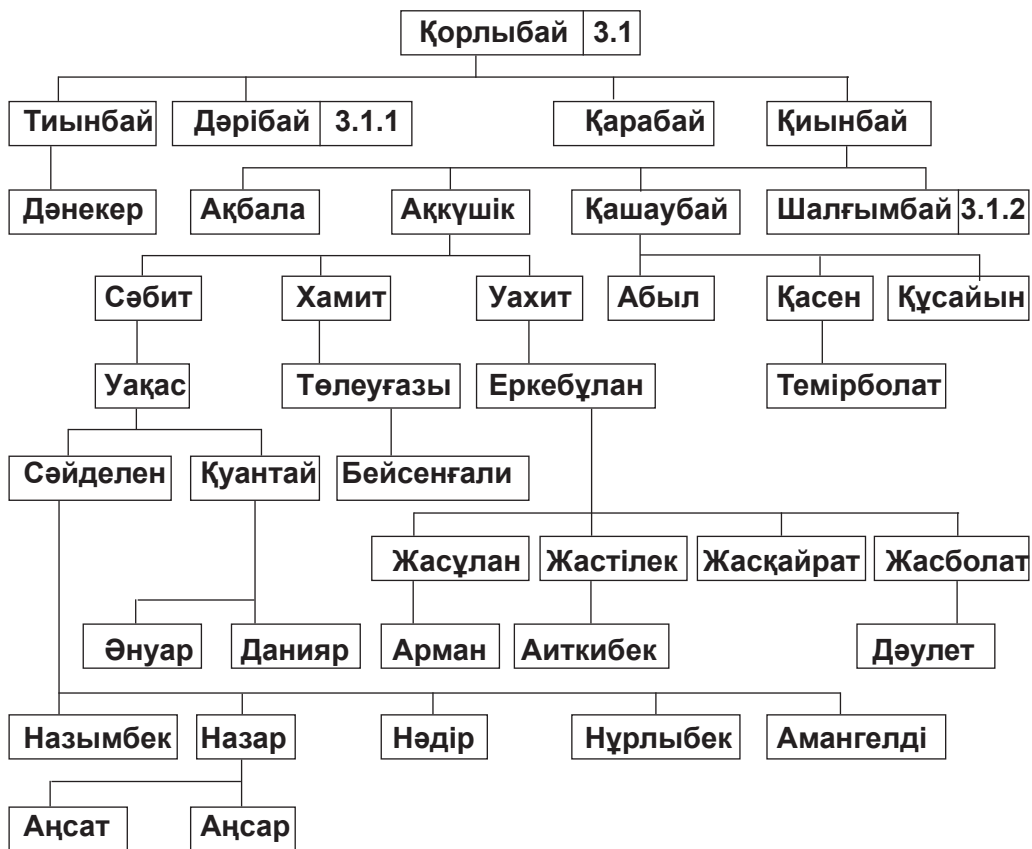 Қорлыбай 3.1
Тиынбай Дәрібай 3.1.1 Қарабай Қиынбай
Дәнекер Ақбала Ақкүшік Қашаубай Шалғымбай 3.1.2
Сәбит Хамит Уахит Абыл Қасен Құсайын
Уақас Төлеуғазы Еркебұлан Темірболат
Сәйделен Қуантай Бейсенғали
Жасұлан Жастілек Жасқайрат Жасболат
Әнуар Данияр Арман Аиткибек Дәулет
Назымбек Назар Нәдір Нұрлыбек Амангелді
Аңсат Аңсар